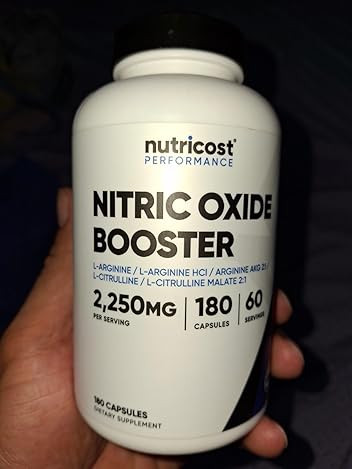 nutricost®
PERFORMANCE
NITRIC OXIDE
BOOSTER
L-ARGININE / L-ARGININE HCl / ARGININE AKG 2:1 /
L-CITRULLINE / L-CITRULLINE MALATE 2:1
2,250MG | 180 | 60
PER SERVING CAPSULES SERVINGS
180 CAPSULES
DIETARY SUPPLEMENT